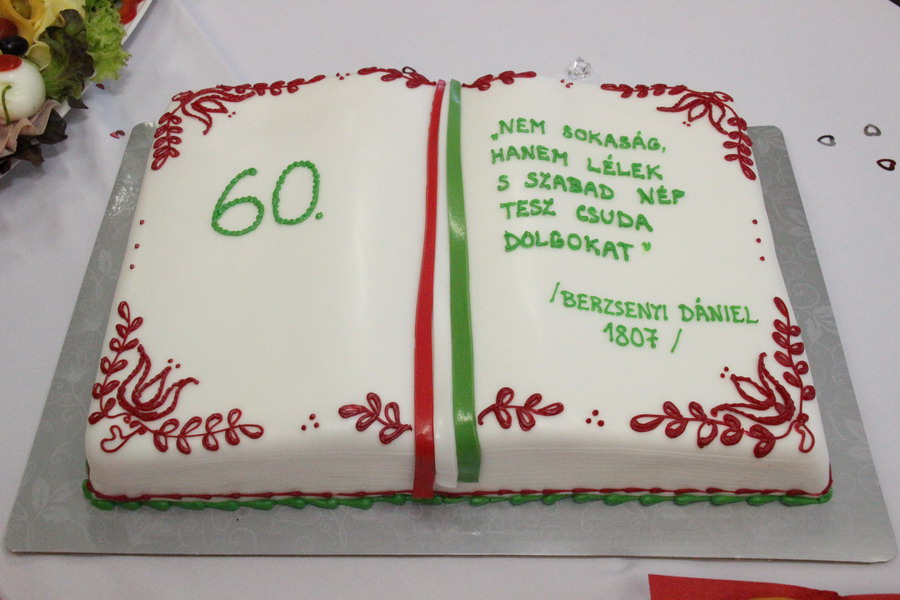 60.
„NEM SOKASÁG,
HANEM LÉLEK
S SZABAD NÉP
TESZ CSUDA
DOLGOKAT"
/BERZSENYI DÁNIEL
1807/